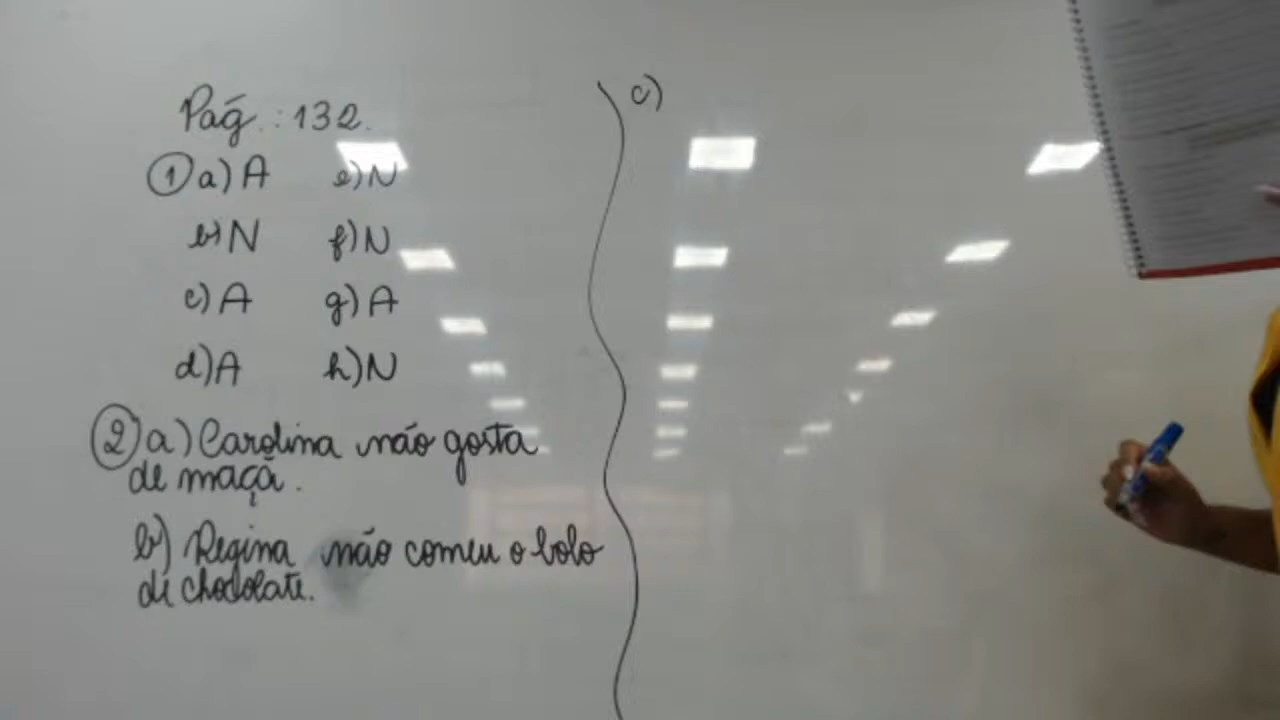 Pág.: 132.
① a) A e) N
b) N f) N
c) A g) A
d) A h) N
② a) Carolina não gosta
de maçã.
b) Regina não comeu o bolo
de chocolate.
c)